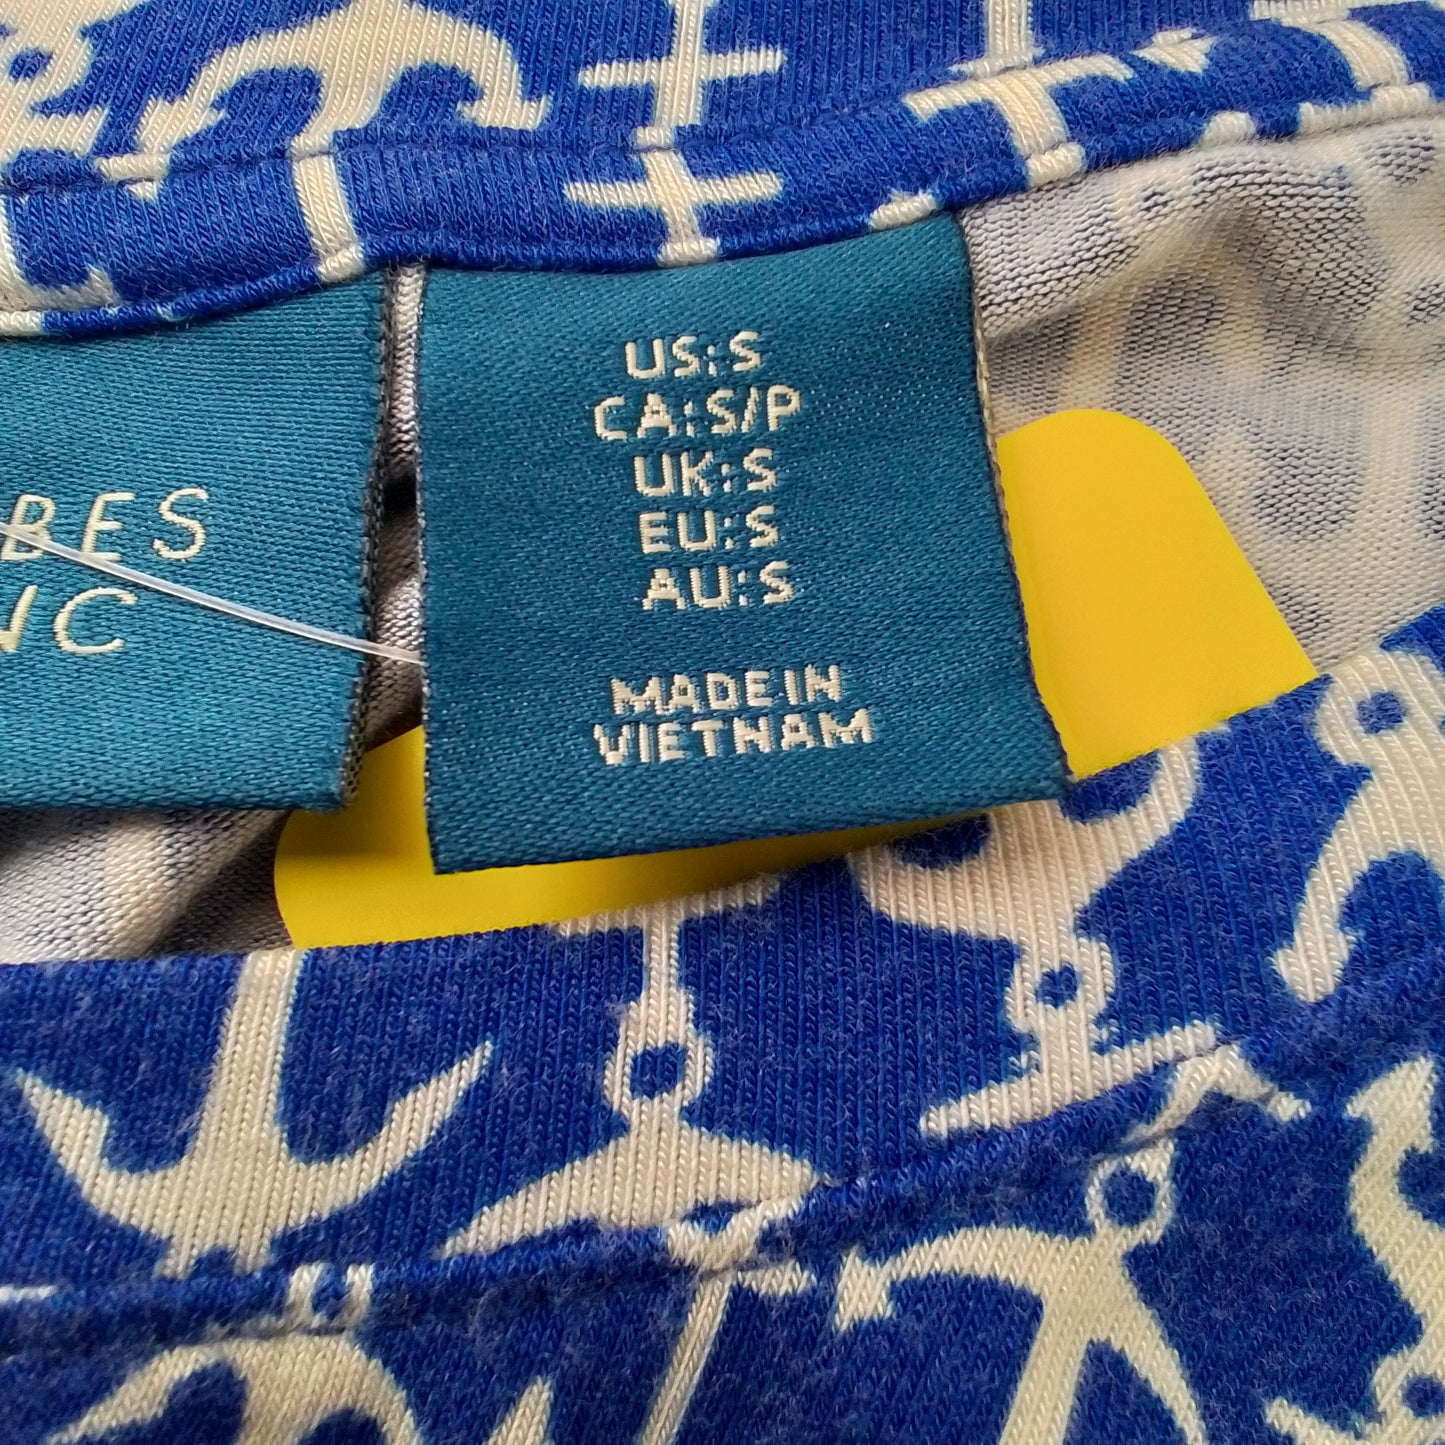 BES
NC
US:S
CA:S/P
UK:S
EU:S
AU:S
MADE IN
VIETNAM